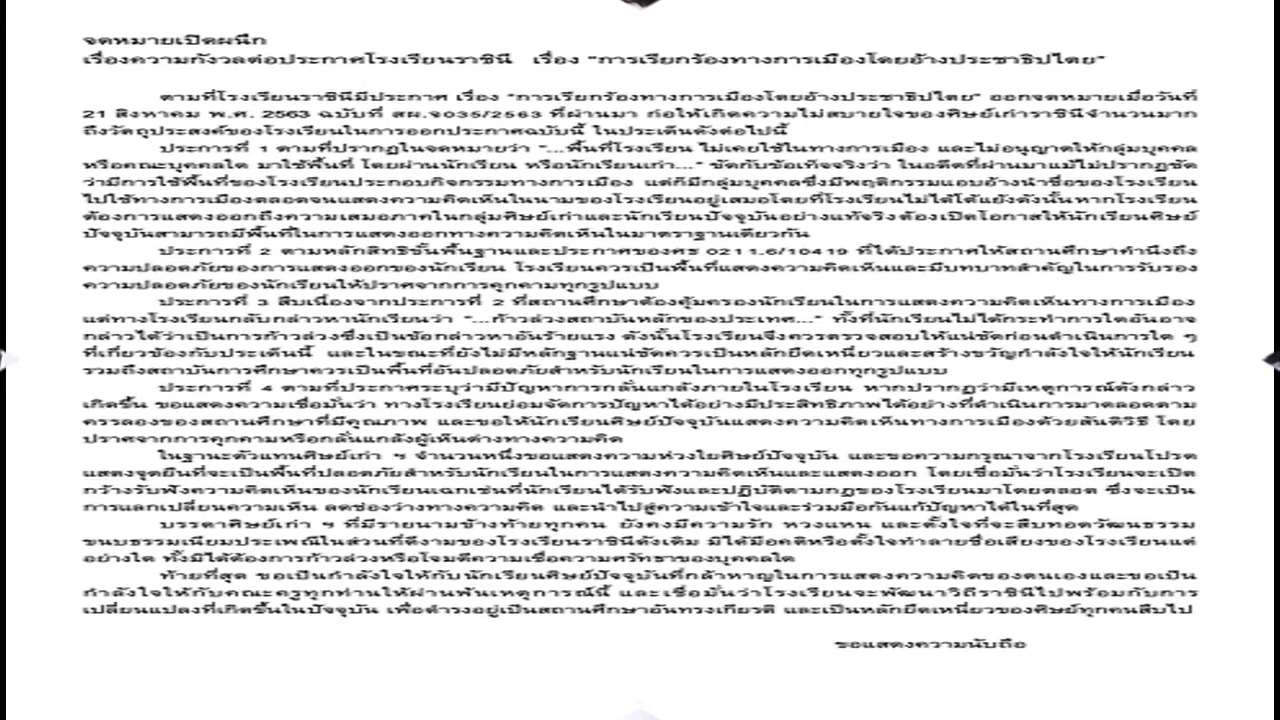 จดหมายเปิดผนึก
เรื่องความกังวลต่อประกาศโรงเรียนราชินี เรื่อง "การเรียกร้องทางการเมืองโดยอ้างประชาธิปไตย"
ตามที่โรงเรียนราชินีมีประกาศ เรื่อง "การเรียกร้องทางการเมืองโดยอ้างประชาธิปไตย" ออกจดหมายเมื่อวันที่
21 สิงหาคม พ.ศ. 2563 ฉบับที่ สผ.จ035/2563 ที่ผ่านมา ก่อให้เกิดความไม่สบายใจของศิษย์เก่าราชินีจำนวนมาก
ถึงวัตถุประสงค์ของโรงเรียนในการออกประกาศฉบับนี้ ในประเด็นดังต่อไปนี้
ประการที่ 1 ตามที่ปรากฏในจดหมายว่า "...พื้นที่โรงเรียน ไม่เคยใช้ในทางการเมือง และไม่อนุญาตให้กลุ่มบุคคล
หรือคณะบุคคลใด มาใช้พื้นที่ โดยผ่านนักเรียน หรือนักเรียนเก่า..." ขัดกับข้อเท็จจริงว่า ในอดีตที่ผ่านมาแม้ไม่ปรากฏชัด
ว่ามีการใช้พื้นที่ของโรงเรียนประกอบกิจกรรมทางการเมือง แต่ก็มีกลุ่มบุคคลซึ่งมีพฤติกรรมแอบอ้างนำชื่อของโรงเรียน
ไปใช้ทางการเมืองตลอดจนแสดงความคิดเห็นในนามของโรงเรียนอยู่เสมอโดยที่โรงเรียนไม่ได้โต้แย้งดังนั้นหากโรงเรียน
ต้องการแสดงออกถึงความเสมอภาคในกลุ่มศิษย์เก่าและนักเรียนปัจจุบันอย่างแท้จริงต้องเปิดโอกาสให้นักเรียนศิษย์
ปัจจุบันสามารถมีพื้นที่ในการแสดงออกทางความคิดเห็นในมาตราฐานเดียวกัน
ประการที่ 2 ตามหลักสิทธิขั้นพื้นฐานและประกาศของศธ 0211.6/10419 ที่ได้ประกาศให้สถานศึกษาคำนึงถึง
ความปลอดภัยของการแสดงออกของนักเรียน โรงเรียนควรเป็นพื้นที่แสดงความคิดเห็นและมีบทบาทสำคัญในการรับรอง
ความปลอดภัยของนักเรียนให้ปราศจากการคุกคามทุกรูปแบบ
ประการที่ 3 สืบเนื่องจากประการที่ 2 ที่สถานศึกษาต้องคุ้มครองนักเรียนในการแสดงความคิดเห็นทางการเมือง
แต่ทางโรงเรียนกลับกล่าวหานักเรียนว่า "...ก้าวล่วงสถาบันหลักของประเทศ..." ทั้งที่นักเรียนไม่ได้กระทำการใดอันอาจ
กล่าวได้ว่าเป็นการก้าวล่วงซึ่งเป็นข้อกล่าวหาอันร้ายแรง ดังนั้นโรงเรียนจึงควรตรวจสอบให้แน่ชัดก่อนดำเนินการใด ๆ
ที่เกี่ยวข้องกับประเด็นนี้ และในขณะที่ยังไม่มีหลักฐานแน่ชัดควรเป็นหลักยึดเหนี่ยวและสร้างขวัญกำลังใจให้นักเรียน
รวมถึงสถาบันการศึกษาควรเป็นพื้นที่อันปลอดภัยสำหรับนักเรียนในการแสดงออกทุกรูปแบบ
ประการที่ 4 ตามที่ประกาศระบุว่ามีปัญหาการกลั่นแกล้งภายในโรงเรียน หากปรากฏว่ามีเหตุการณ์ดังกล่าว
เกิดขึ้น ขอแสดงความเชื่อมั่นว่า ทางโรงเรียนย่อมจัดการปัญหาได้อย่างมีประสิทธิภาพได้อย่างที่ดำเนินการมาตลอดตาม
ครรลองของสถานศึกษาที่มีคุณภาพ และขอให้นักเรียนศิษย์ปัจจุบันแสดงความคิดเห็นทางการเมืองด้วยสันติวิธี โดย
ปราศจากการคุกคามหรือกลั่นแกล้งผู้เห็นต่างทางความคิด
ในฐานะตัวแทนศิษย์เก่า ฯ จำนวนหนึ่งขอแสดงความห่วงใยศิษย์ปัจจุบัน และขอความกรุณาจากโรงเรียนโปรด
แสดงจุดยืนที่จะเป็นพื้นที่ปลอดภัยสำหรับนักเรียนในการแสดงความคิดเห็นและแสดงออก โดยเชื่อมั่นว่าโรงเรียนจะเปิด
กว้างรับฟังความคิดเห็นของนักเรียนเฉกเช่นที่นักเรียนได้รับฟังและปฏิบัติตามกฎของโรงเรียนมาโดยตลอด ซึ่งจะเป็น
การแลกเปลี่ยนความเห็น ลดช่องว่างทางความคิด และนำไปสู่ความเข้าใจและร่วมมือกันแก้ปัญหาได้ในที่สุด
บรรดาศิษย์เก่า ฯ ที่มีรายนามข้างท้ายทุกคน ยังคงมีความรัก หวงแหน และตั้งใจที่จะสืบทอดวัฒนธรรม
ขนบธรรมเนียมประเพณีในส่วนที่ดีงามของโรงเรียนราชินีดังเดิม มิได้มีอคติหรือตั้งใจทำลายชื่อเสียงของโรงเรียนแต่
อย่างใด ทั้งมิได้ต้องการก้าวล่วงหรือโจมตีความเชื่อความศรัทธาของบุคคลใด
ท้ายที่สุด ขอเป็นกำลังใจให้กับนักเรียนศิษย์ปัจจุบันที่กล้าหาญในการแสดงความคิดของตนเองและขอเป็น
กำลังใจให้กับคณะครูทุกท่านให้ผ่านพ้นเหตุการณ์นี้ และเชื่อมั่นว่าโรงเรียนจะพัฒนาวิถีราชินีไปพร้อมกับการ
เปลี่ยนแปลงที่เกิดขึ้นในปัจจุบัน เพื่อดำรงอยู่เป็นสถานศึกษาอันทรงเกียรติ และเป็นหลักยึดเหนี่ยวของศิษย์ทุกคนสืบไป
ขอแสดงความนับถือ